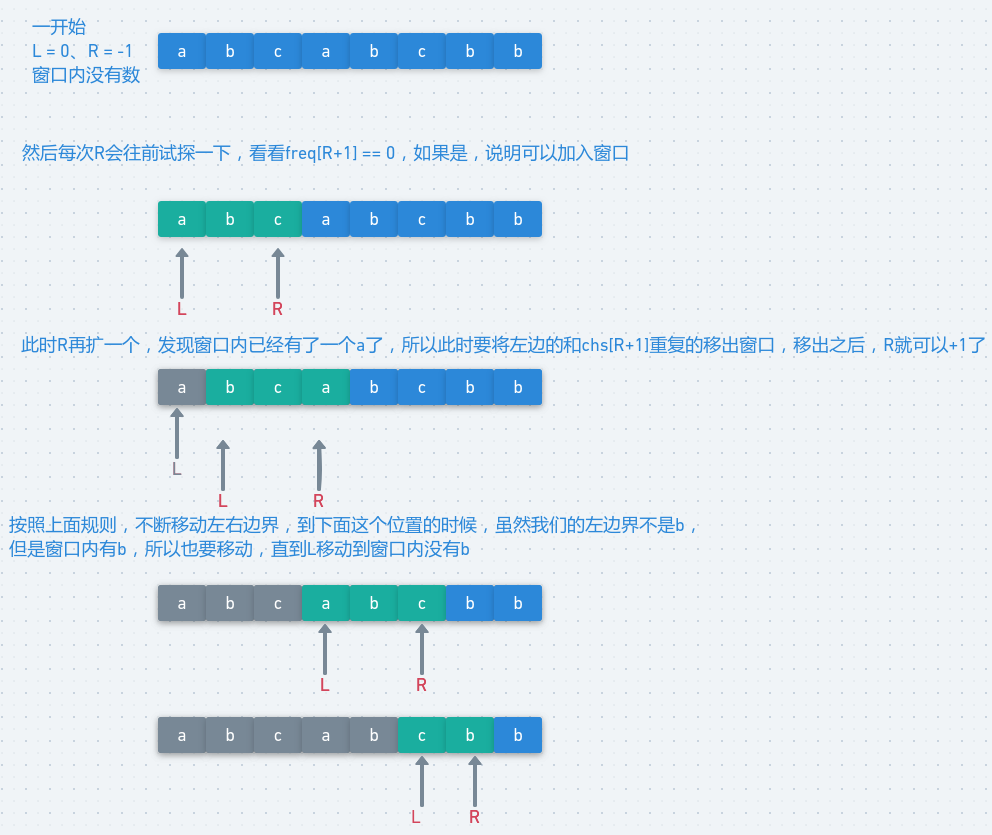 一开始
L = 0、R = -1
窗口内没有数
a b c a b c b b
然后每次R会往前试探一下，看看freq[R+1] == 0，如果是，说明可以加入窗口
a b c a b c b b
L R
此时R再扩一个，发现窗口内已经有了一个a了，所以此时要将左边的和chs[R+1]重复的移出窗口，移出之后，R就可以+1了
a b c a b c b b
L
L R
按照上面规则，不断移动左右边界，到下面这个位置的时候，虽然我们的左边界不是b，
但是窗口内有b，所以也要移动，直到L移动到窗口内没有b
a b c a b c b b
L R
a b c a b c b b
L R